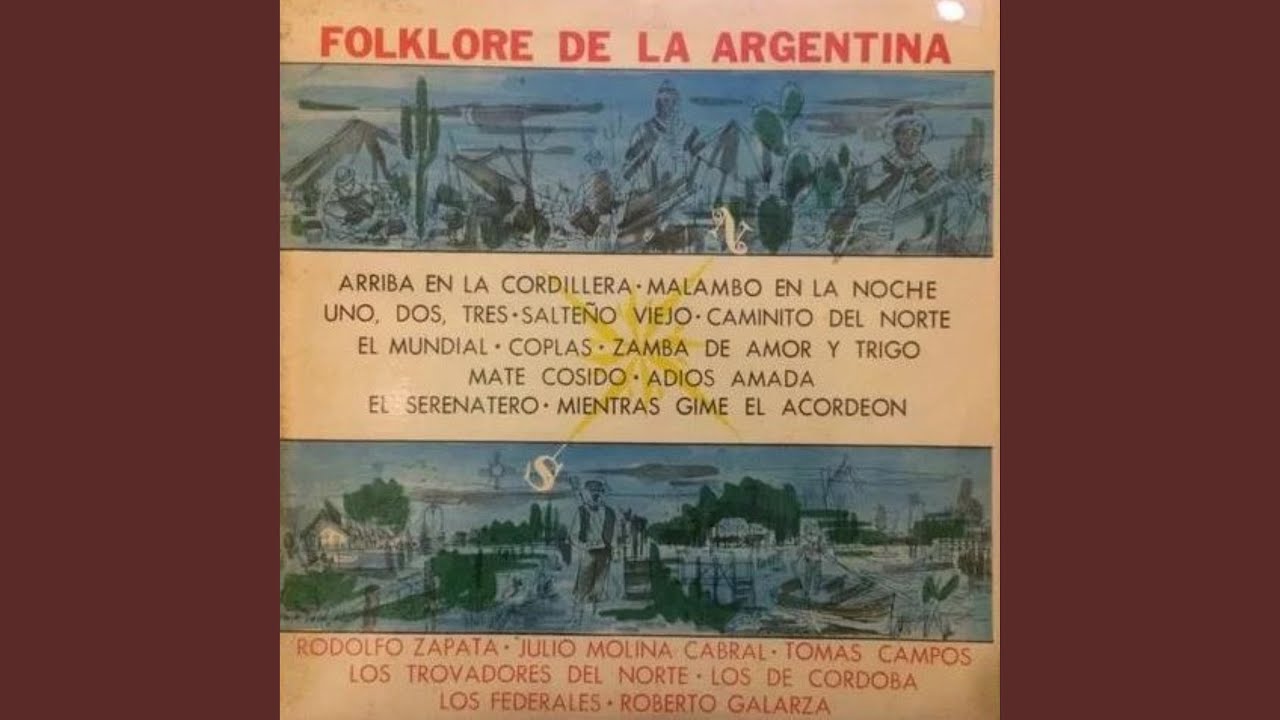 FOLKLORE DE LA ARGENTINA
N
ARRIBA EN LA CORDILLERA · MALAMBO EN LA NOCHE
UNO, DOS, TRES · SALTEÑO VIEJO · CAMINITO DEL NORTE
EL MUNDIAL · COPLAS · ZAMBA DE AMOR Y TRIGO
MATE COSIDO · ADIOS AMADA
EL SERENATERO · MIENTRAS GIME EL ACORDEON
S
RODOLFO ZAPATA · JULIO MOLINA CABRAL · TOMAS CAMPOS
LOS TROVADORES DEL NORTE · LOS DE CORDOBA
LOS FEDERALES · ROBERTO GALARZA